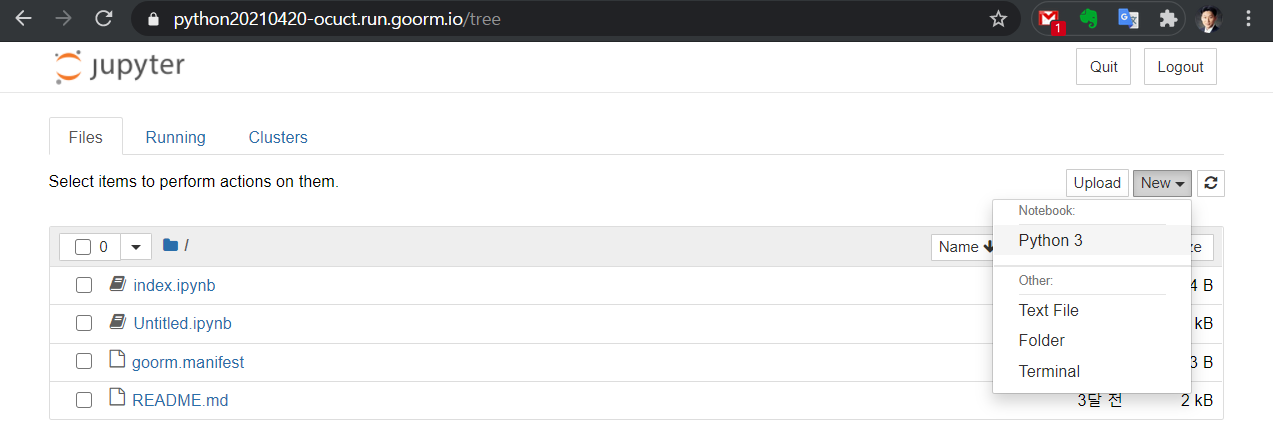 python20210420-ocuct.run.goorm.io/tree
1
jupyter
Quit
Logout
Files
Running
Clusters
Select items to perform actions on them.
Upload
New
Notebook:
Python 3
Other:
Text File
Folder
Terminal
0
/
Name
ze
index.ipynb
4 B
Untitled.ipynb
kB
goorm.manifest
3 B
README.md
3달 전
2 kB